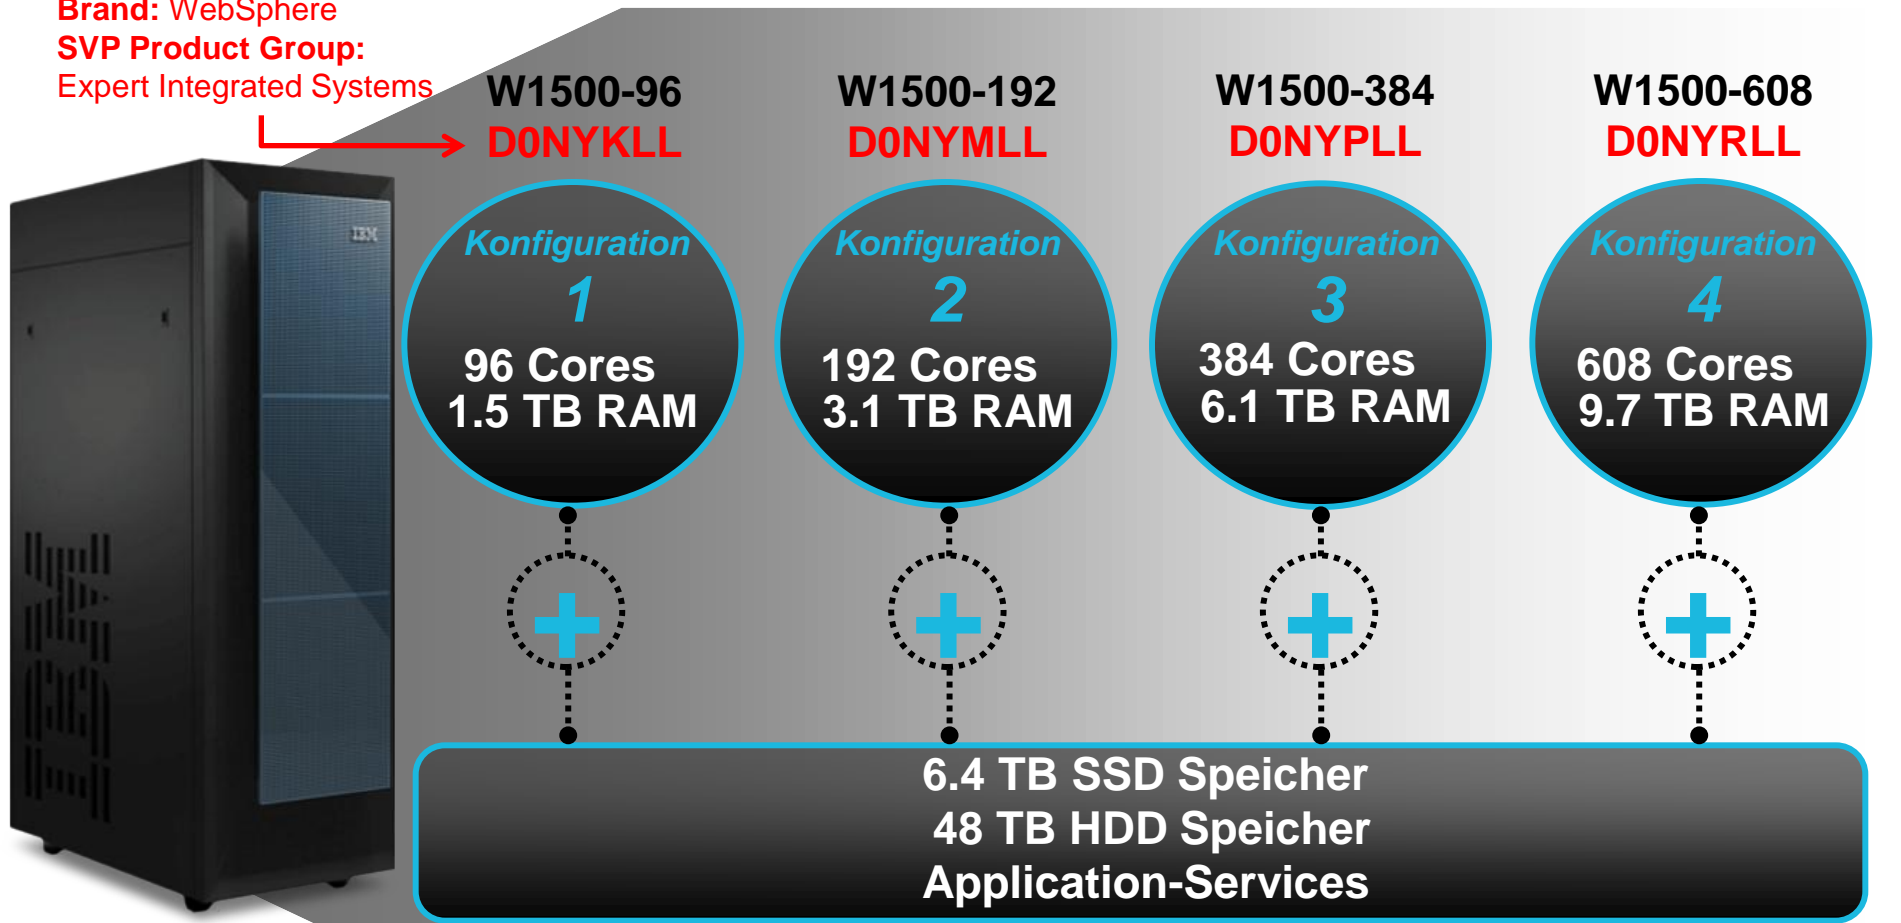 Brand: WebSphere
SVP Product Group:
Expert Integrated Systems
W1500-96
D0NYKLL
W1500-192
D0NYMLL
W1500-384
D0NYPLL
W1500-608
D0NYRLL
IBM
IBM
Konfiguration
1
96 Cores
1.5 TB RAM
Konfiguration
2
192 Cores
3.1 TB RAM
Konfiguration
3
384 Cores
6.1 TB RAM
Konfiguration
4
608 Cores
9.7 TB RAM
+
+
+
+
6.4 TB SSD Speicher
48 TB HDD Speicher
Application-Services